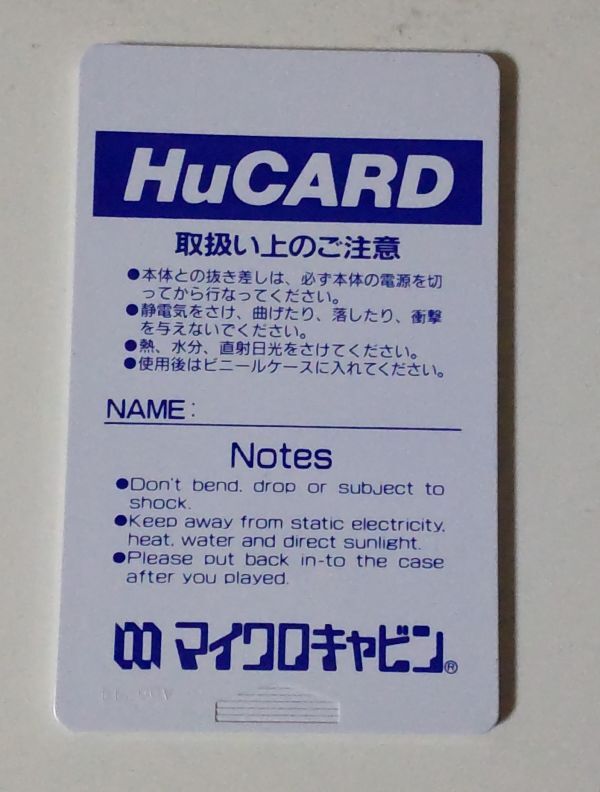 HuCARD
取扱い上のご注意
●本体との抜き差しは、必ず本体の電源を切
ってから行なってください。
●静電気をさけ、曲げたり、落したり、衝撃
を与えないでください。
●熱、水分、直射日光をさけてください。
●使用後はビニールケースに入れてください。
NAME:
Notes
●Don't bend, drop or subject to
shock.
●Keep away from static electricity,
heat, water and direct sunlight.
●Please put back in-to the case
after you played.
マイクロキャビン®